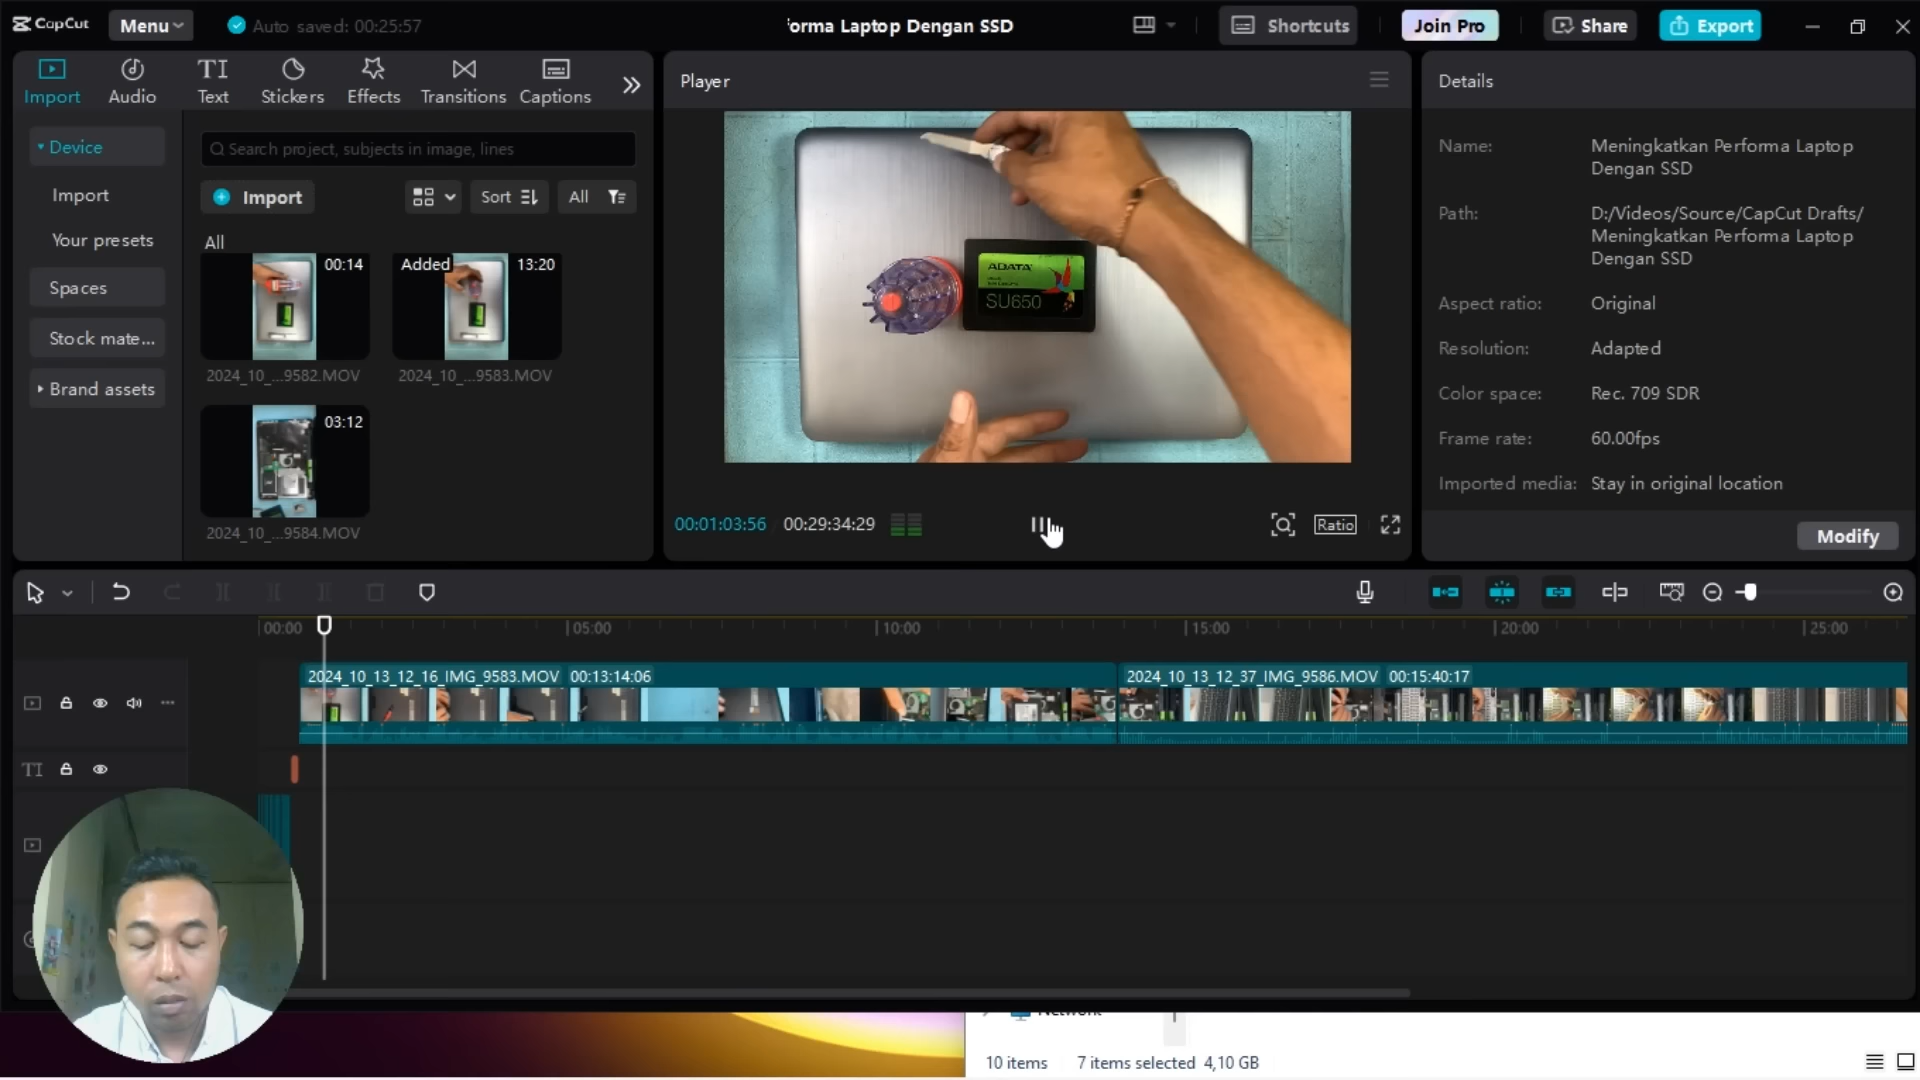 CapCut
Menu
Auto saved: 00:25:57
orma Laptop Dengan SSD
Shortcuts
Join Pro
Share
Export
Import
Audio
TI
Text
Stickers
Effects
Transitions
Captions
Device
Import
Your presets
Spaces
Stock mate...
Brand assets
Search project, subjects in image, lines
Import
Sort
All
All
00:14
2024_10_...9582.MOV
Added
13:20
2024_10_...9583.MOV
03:12
2024_10_...9584.MOV
Player
ADATA
SU650
00:01:03:56
00:29:34:29
Ratio
Details
Name:
Meningkatkan Performa Laptop
Dengan SSD
Path:
D:/Videos/Source/CapCut Drafts/
Meningkatkan Performa Laptop
Dengan SSD
Aspect ratio:
Original
Resolution:
Adapted
Color space:
Rec. 709 SDR
Frame rate:
60.00fps
Imported media:
Stay in original location
Modify
00:00
05:00
10:00
15:00
20:00
25:00
2024_10_13_12_16_IMG_9583.MOV 00:13:14:06
2024_10_13_12_37_IMG_9586.MOV 00:15:40:17
TI
Network
10 items
7 items selected 4,10 GB